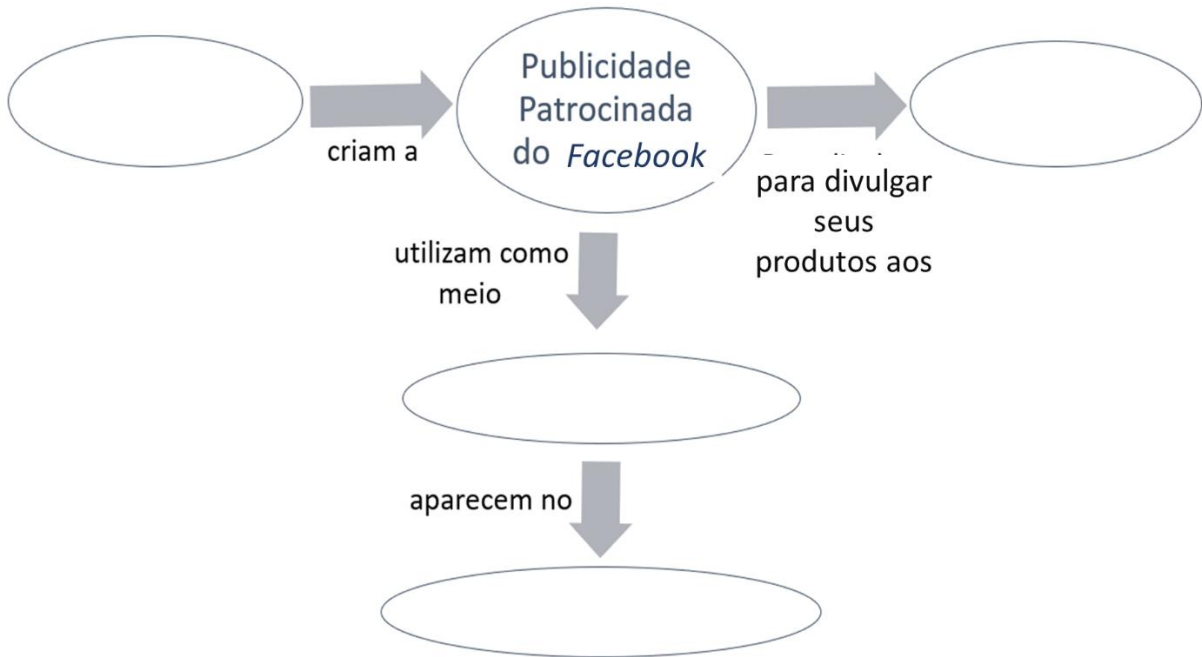 Publicidade
Patrocinada
do Facebook
criam a
para divulgar
seus
produtos aos
utilizam como
meio
aparecem no